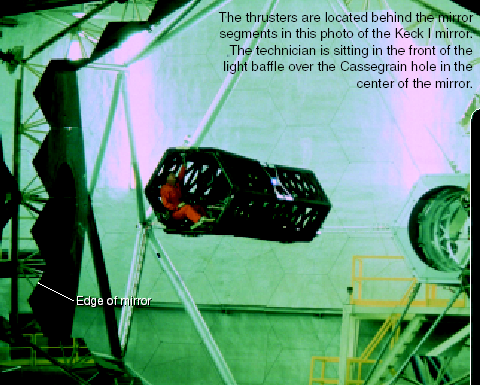 The thrusters are located behind the mirror
segments in this photo of the Keck I mirror.
The technician is sitting in the front of the
light baffle over the Cassegrain hole in the
center of the mirror.
Edge of mirror